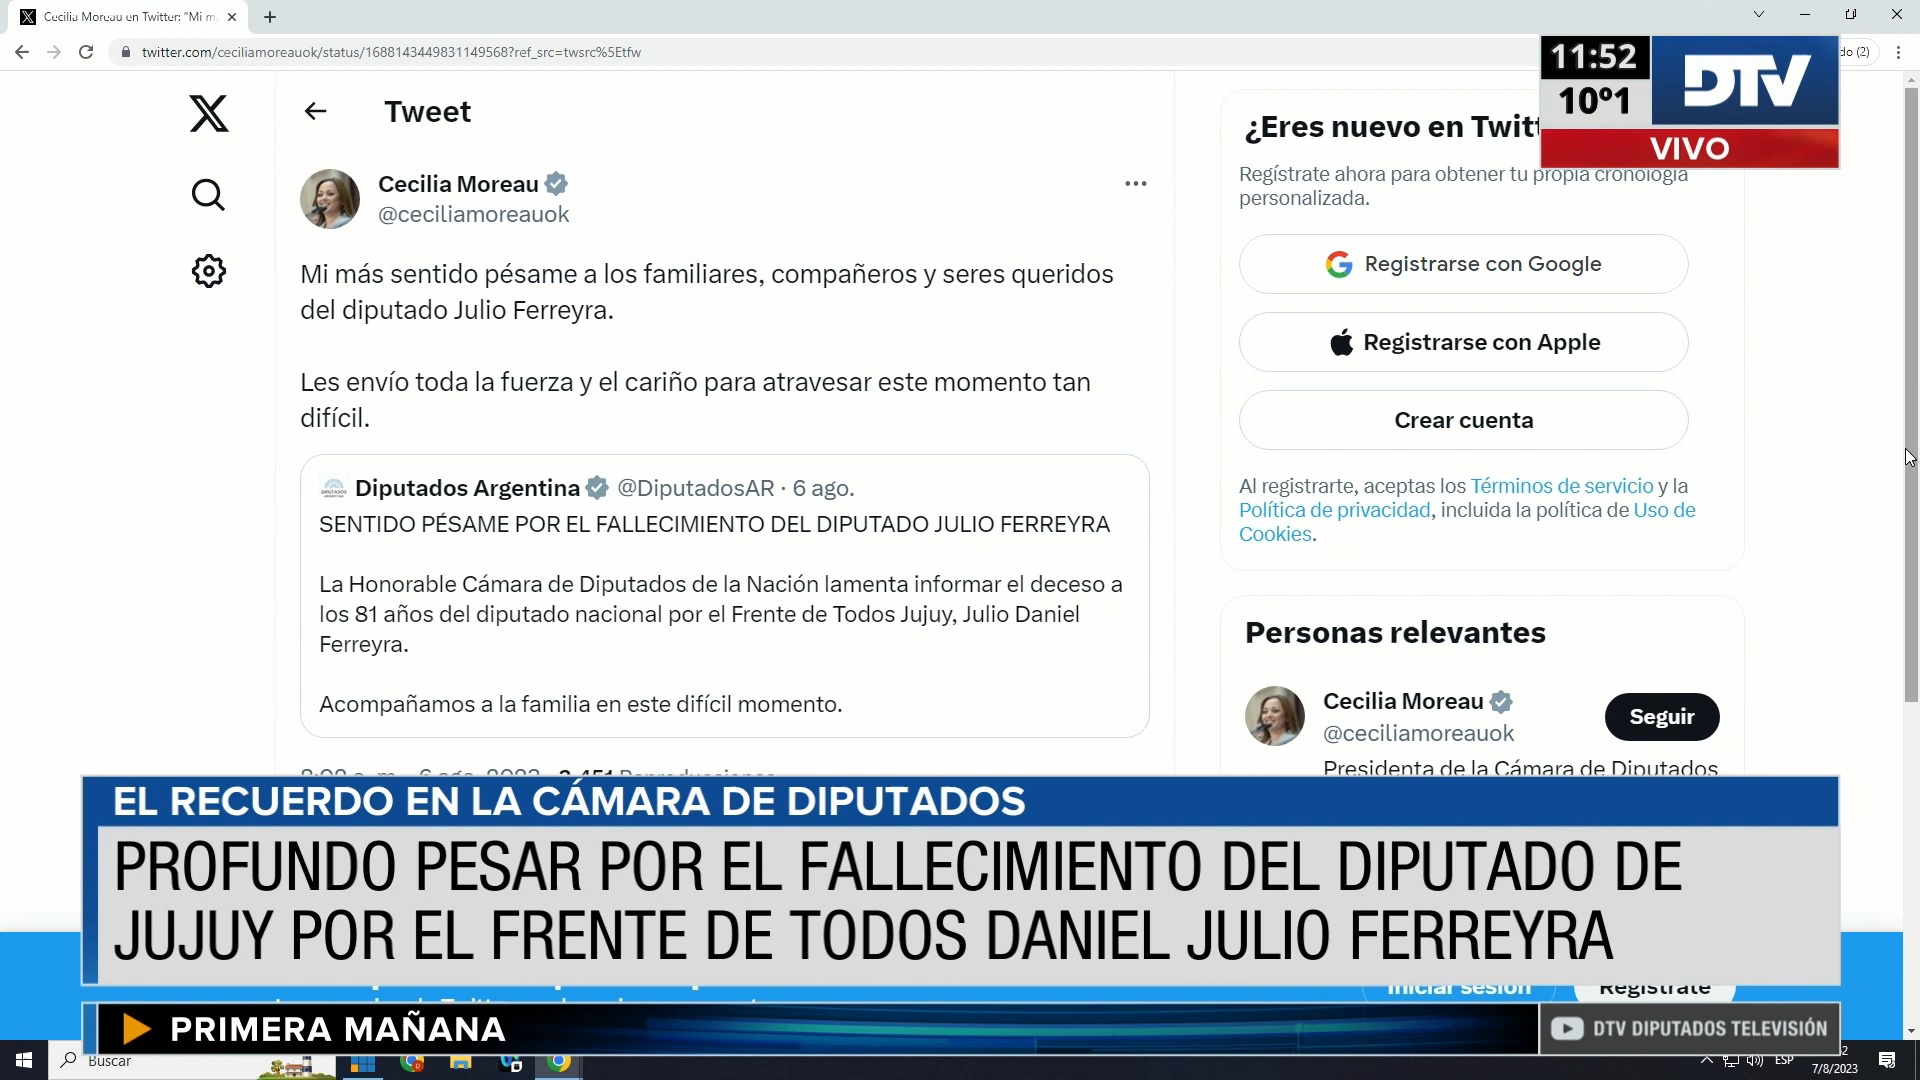 Cecilia Moreau en Twitter: "Mi m
twitter.com/ceciliamoreauok/status/1688143449831149568?ref_src=twsrc%5Etfw
do (2)
11:52
10º1
DTV
VIVO
Tweet
Cecilia Moreau
@ceciliamoreauok
Mi más sentido pésame a los familiares, compañeros y seres queridos
del diputado Julio Ferreyra.
Les envío toda la fuerza y el cariño para atravesar este momento tan
difícil.
Diputados Argentina @DiputadosAR · 6 ago.
SENTIDO PÉSAME POR EL FALLECIMIENTO DEL DIPUTADO JULIO FERREYRA
La Honorable Cámara de Diputados de la Nación lamenta informar el deceso a
los 81 años del diputado nacional por el Frente de Todos Jujuy, Julio Daniel
Ferreyra.
Acompañamos a la familia en este difícil momento.
¿Eres nuevo en Twitt
Regístrate ahora para obtener tu propia cronología
personalizada.
Registrarse con Google
Registrarse con Apple
Crear cuenta
Al registrarte, aceptas los Términos de servicio y la
Política de privacidad, incluida la política de Uso de
Cookies.
Personas relevantes
Cecilia Moreau
@ceciliamoreauok
Seguir
Presidenta de la Cámara de Diputados
EL RECUERDO EN LA CÁMARA DE DIPUTADOS
PROFUNDO PESAR POR EL FALLECIMIENTO DEL DIPUTADO DE
JUJUY POR EL FRENTE DE TODOS DANIEL JULIO FERREYRA
Iniciar sesión
Regístrate
PRIMERA MAÑANA
DTV DIPUTADOS TELEVISIÓN
Buscar
ESP
7/8/2023